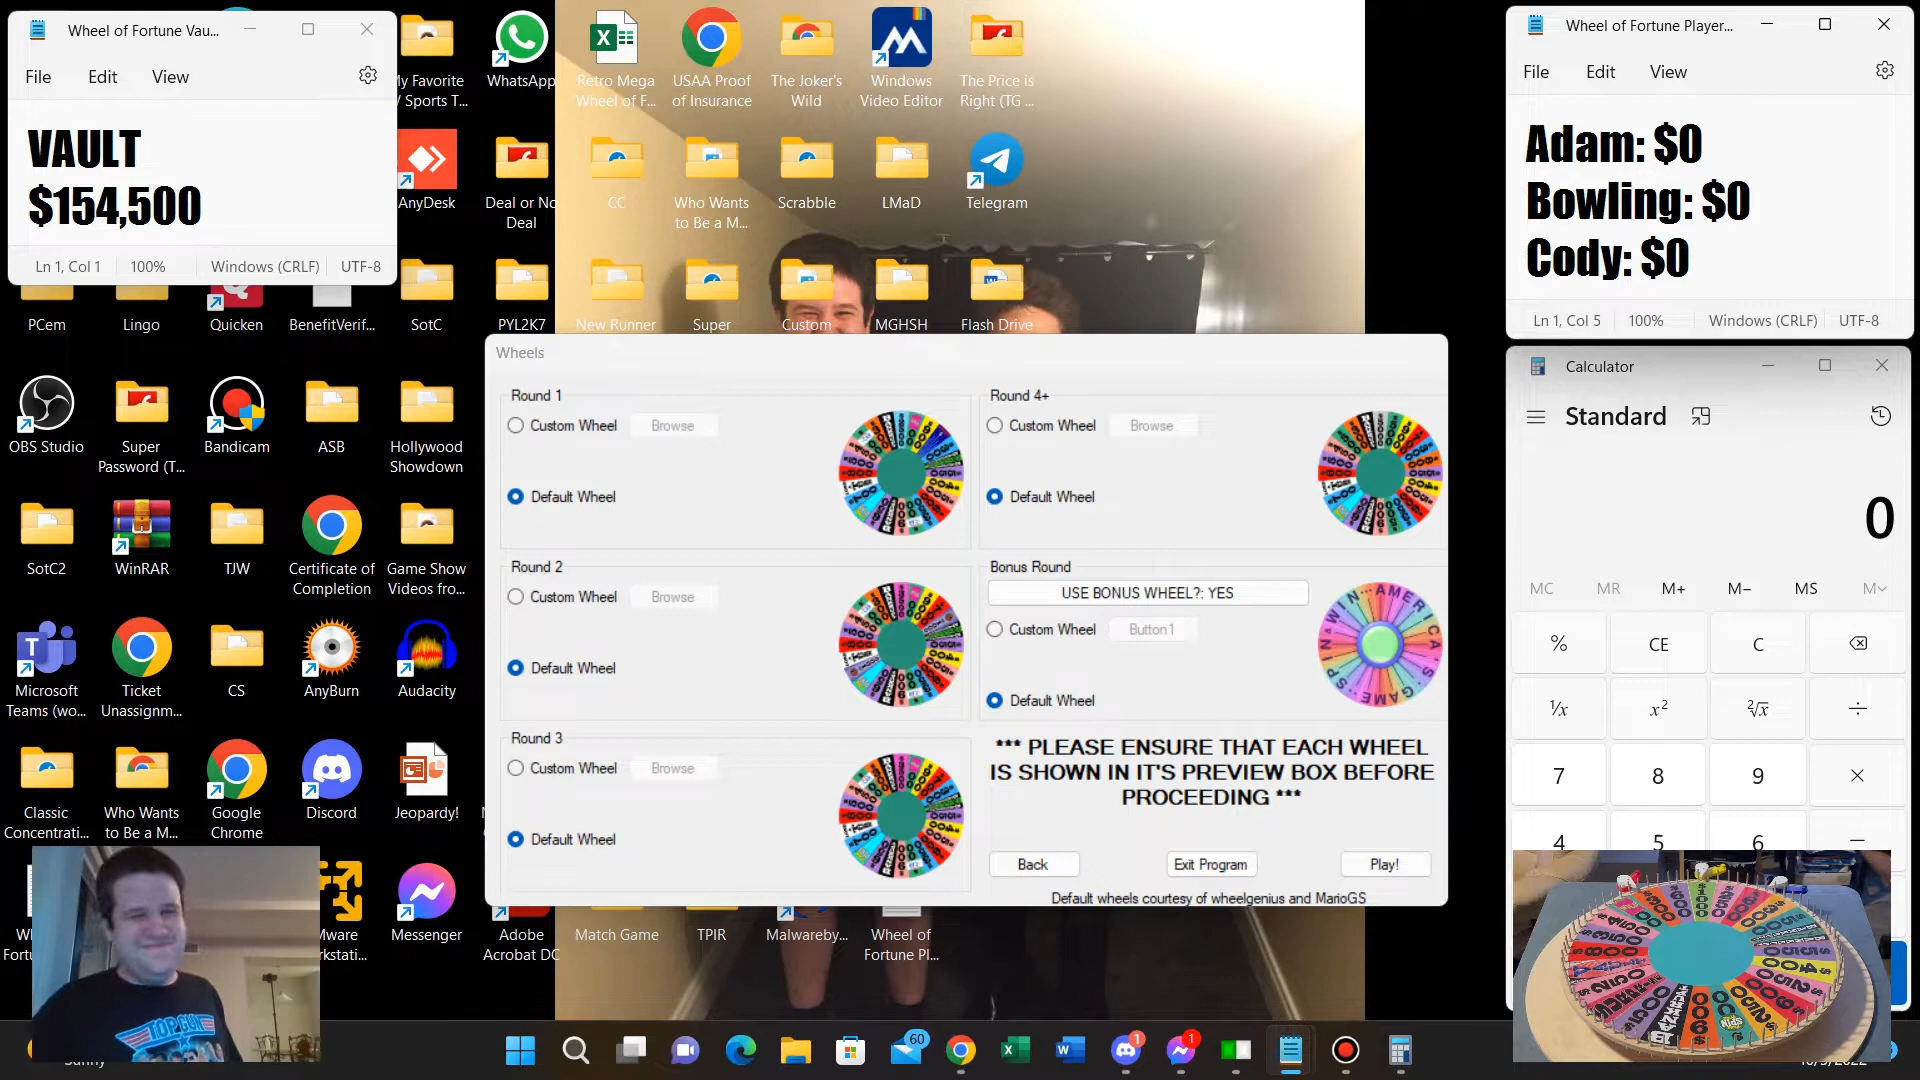 Wheel of Fortune Vau...
File Edit View
VAULT
$154,500
Ln 1, Col 1 100% Windows (CRLF) UTF-8
My Favorite
/ Sports T...
WhatsApp
Retro Mega
Wheel of F...
USAA Proof
of Insurance
The Joker's
Wild
Windows
Video Editor
The Price is
Right (TG ...
AnyDesk
Deal or No
Deal
CC
Who Wants
to Be a M...
Scrabble
LMaD
Telegram
PCem
Lingo
Quicken
BenefitVerif...
SotC
PYL2K7
New Runner
Super
Custom
MGHSH
Flash Drive
OBS Studio
Super
Password (T...
Bandicam
ASB
Hollywood
Showdown
SotC2
WinRAR
TJW
Certificate of
Completion
Game Show
Videos fro...
Microsoft
Teams (wo...
Ticket
Unassignm...
CS
AnyBurn
Audacity
Classic
Concentrati...
Who Wants
to Be a M...
Google
Chrome
Discord
Jeopardy!
Messenger
Adobe
Acrobat DC
Match Game
TPIR
Malwareby...
Wheel of
Fortune Pl...
Wheels
Round 1
Custom Wheel Browse
Default Wheel
Round 2
Custom Wheel Browse
Default Wheel
Round 3
Custom Wheel Browse
Default Wheel
Round 4+
Custom Wheel Browse
Default Wheel
Bonus Round
USE BONUS WHEEL?: YES
Custom Wheel Button1
Default Wheel
*** PLEASE ENSURE THAT EACH WHEEL
IS SHOWN IN IT'S PREVIEW BOX BEFORE
PROCEEDING ***
Back Exit Program Play!
Default wheels courtesy of wheelgenius and MarioGS
Wheel of Fortune Player...
File Edit View
Adam: $0
Bowling: $0
Cody: $0
Ln 1, Col 5 100% Windows (CRLF) UTF-8
Calculator
Standard
0
MC MR M+ M- MS M
% CE C
1/x x² ²√x ÷
7 8 9 ×
4 5 6 −
TOP GUN
60
1
1